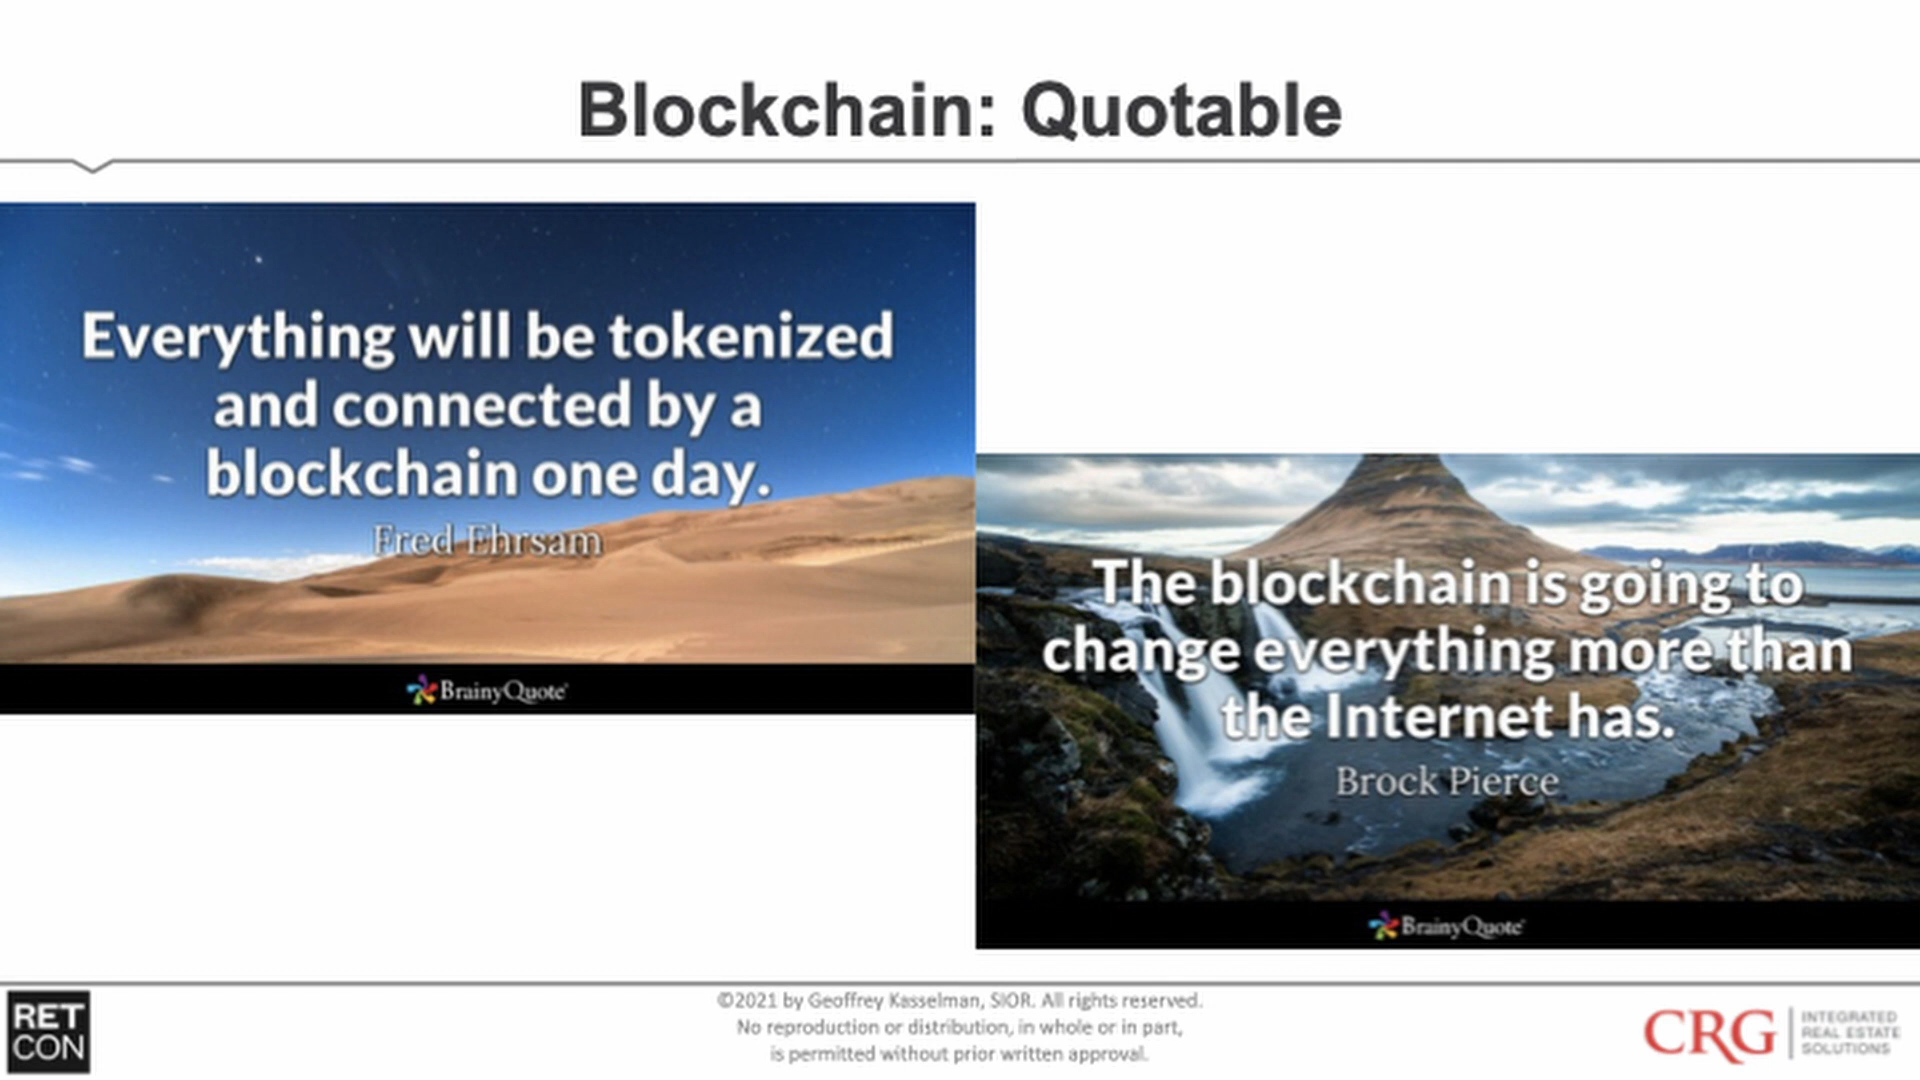 Blockchain: Quotable
Everything will be tokenized
and connected by a
blockchain one day.
Fred Ehrsam
BrainyQuote
The blockchain is going to
change everything more than
the Internet has.
Brock Pierce
BrainyQuote
RET
CON
©2021 by Geoffrey Kasselman, SIOR. All rights reserved.
No reproduction or distribution, in whole or in part,
is permitted without prior written approval.
CRG
INTEGRATED
REAL ESTATE
SOLUTIONS